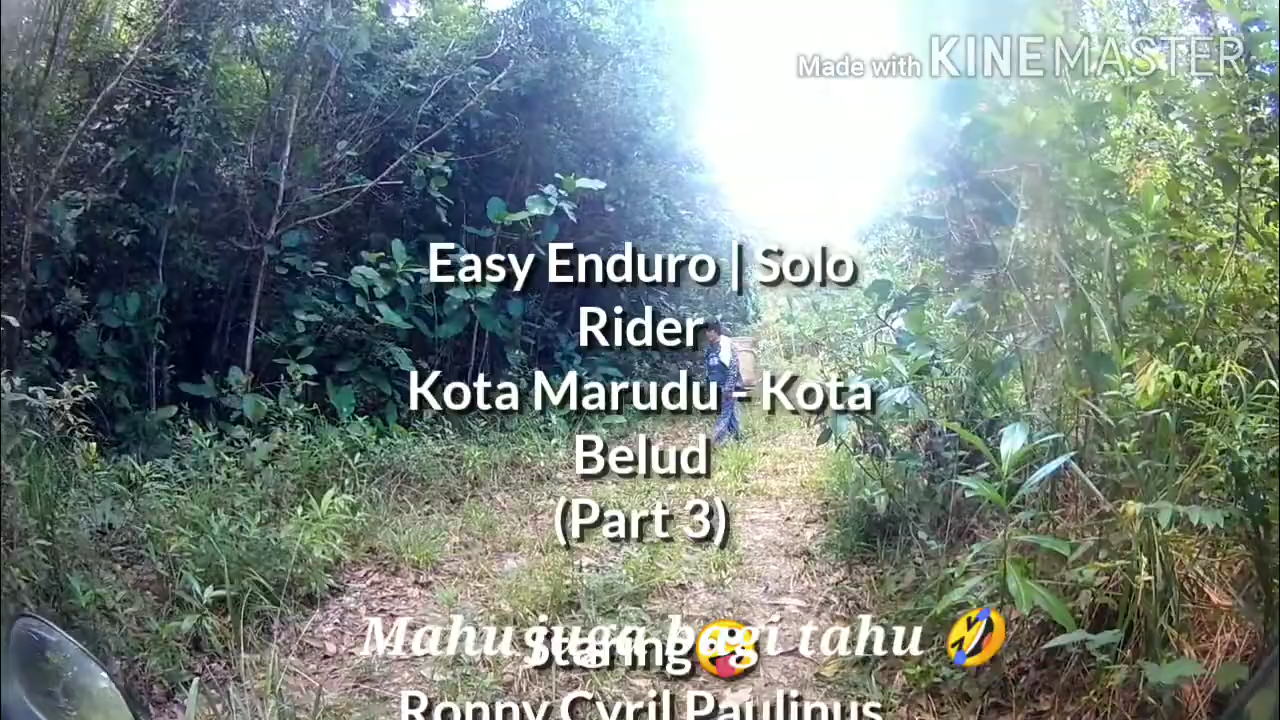 Made with KINEMASTER
Easy Enduro | Solo
Rider
Kota Marudu - Kota
Belud
(Part 3)
Mahu juga bagi tahu 🤣
Staring🥰
Ronny Cyril Paulinus